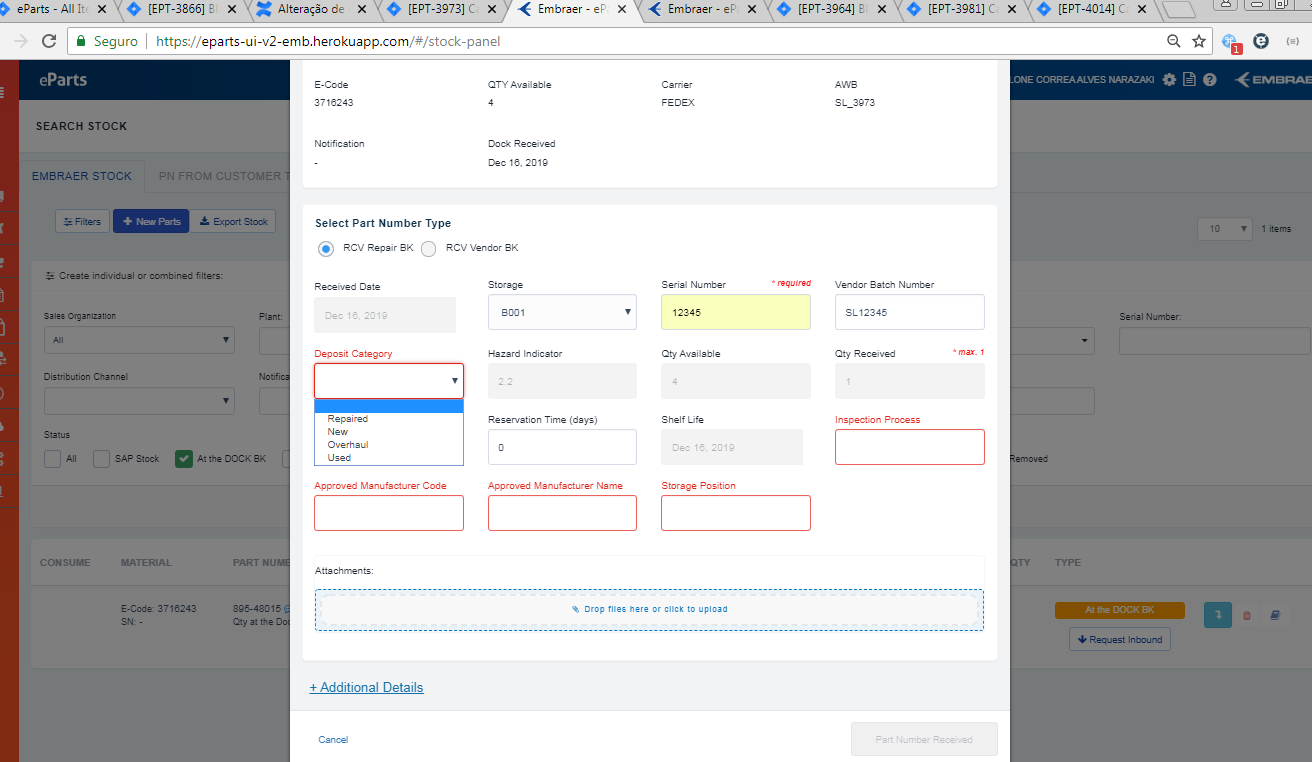 eParts - All Ite
[EPT-3866] Bl
Alteração de
[EPT-3973] Ca
Embraer - eP
Embraer - eP
[EPT-3964] Bl
[EPT-3981] Ca
[EPT-4014] Ca
Seguro
https://eparts-ui-v2-emb.herokuapp.com/#/stock-panel
1
eParts
LONE CORREA ALVES NARAZAKI
EMBRAE
SEARCH STOCK
EMBRAER STOCK
PN FROM CUSTOMER T
Filters
New Parts
Export Stock
10
1 items
Create individual or combined filters:
Sales Organization
All
Plant:
Serial Number:
Distribution Channel
Notifica
Status
All
SAP Stock
At the DOCK BK
Removed
E-Code
QTY Available
Carrier
AWB
3716243
4
FEDEX
SL_3973
Notification
Dock Received
-
Dec 16, 2019
Select Part Number Type
RCV Repair BK
RCV Vendor BK
Received Date
Storage
Serial Number
* required
Vendor Batch Number
Dec 16, 2019
B001
12345
SL12345
Deposit Category
Hazard Indicator
Qty Available
Qty Received
* max. 1
2.2
4
1
Repaired
New
Overhaul
Used
Reservation Time (days)
Shelf Life
Inspection Process
0
Dec 16, 2019
Approved Manufacturer Code
Approved Manufacturer Name
Storage Position
Attachments:
Drop files here or click to upload
+ Additional Details
Cancel
Part Number Received
CONSUME
MATERIAL
PART NUME
QTY
TYPE
E-Code: 3716243
SN: -
895-48015
Qty at the Doc
At the DOCK BK
Request Inbound